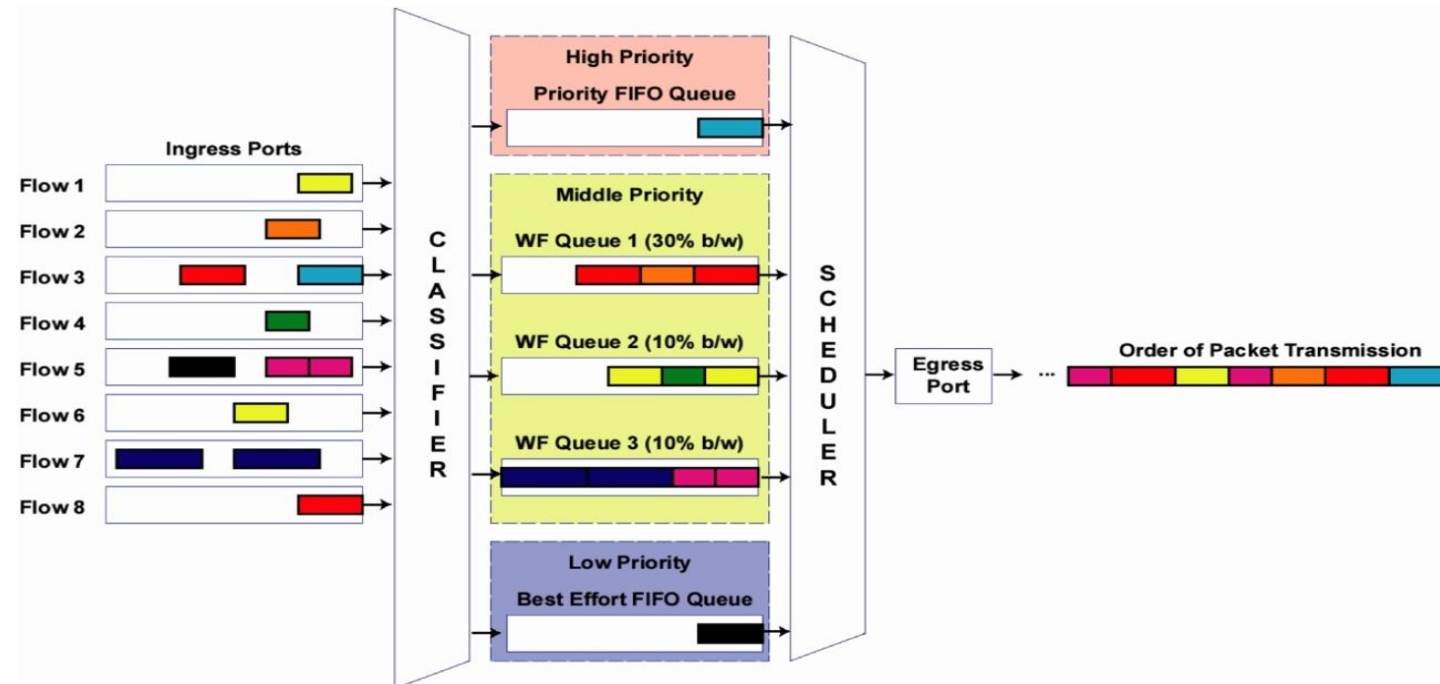 High Priority
Priority FIFO Queue
Ingress Ports
Flow 1
Flow 2
Flow 3
Flow 4
Flow 5
Flow 6
Flow 7
Flow 8
CLASSIFIER
Middle Priority
WF Queue 1 (30% b/w)
WF Queue 2 (10% b/w)
WF Queue 3 (10% b/w)
Low Priority
Best Effort FIFO Queue
SCHEDULER
Egress
Port
...
Order of Packet Transmission